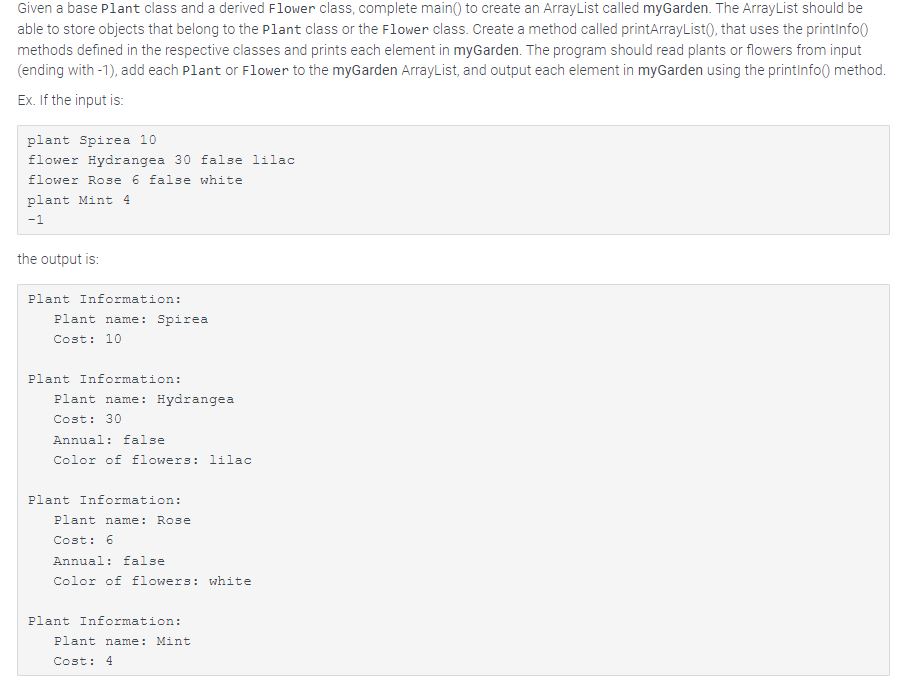 Given a base Plant class and a derived Flower class, complete main() to create an ArrayList called myGarden. The ArrayList should be
able to store objects that belong to the Plant class or the Flower class. Create a method called printArrayList(), that uses the printInfo()
methods defined in the respective classes and prints each element in myGarden. The program should read plants or flowers from input
(ending with -1), add each Plant or Flower to the myGarden ArrayList, and output each element in myGarden using the printInfo() method.
Ex. If the input is:
plant Spirea 10
flower Hydrangea 30 false lilac
flower Rose 6 false white
plant Mint 4
-1
the output is:
Plant Information:
   Plant name: Spirea
   Cost: 10

Plant Information:
   Plant name: Hydrangea
   Cost: 30
   Annual: false
   Color of flowers: lilac

Plant Information:
   Plant name: Rose
   Cost: 6
   Annual: false
   Color of flowers: white

Plant Information:
   Plant name: Mint
   Cost: 4